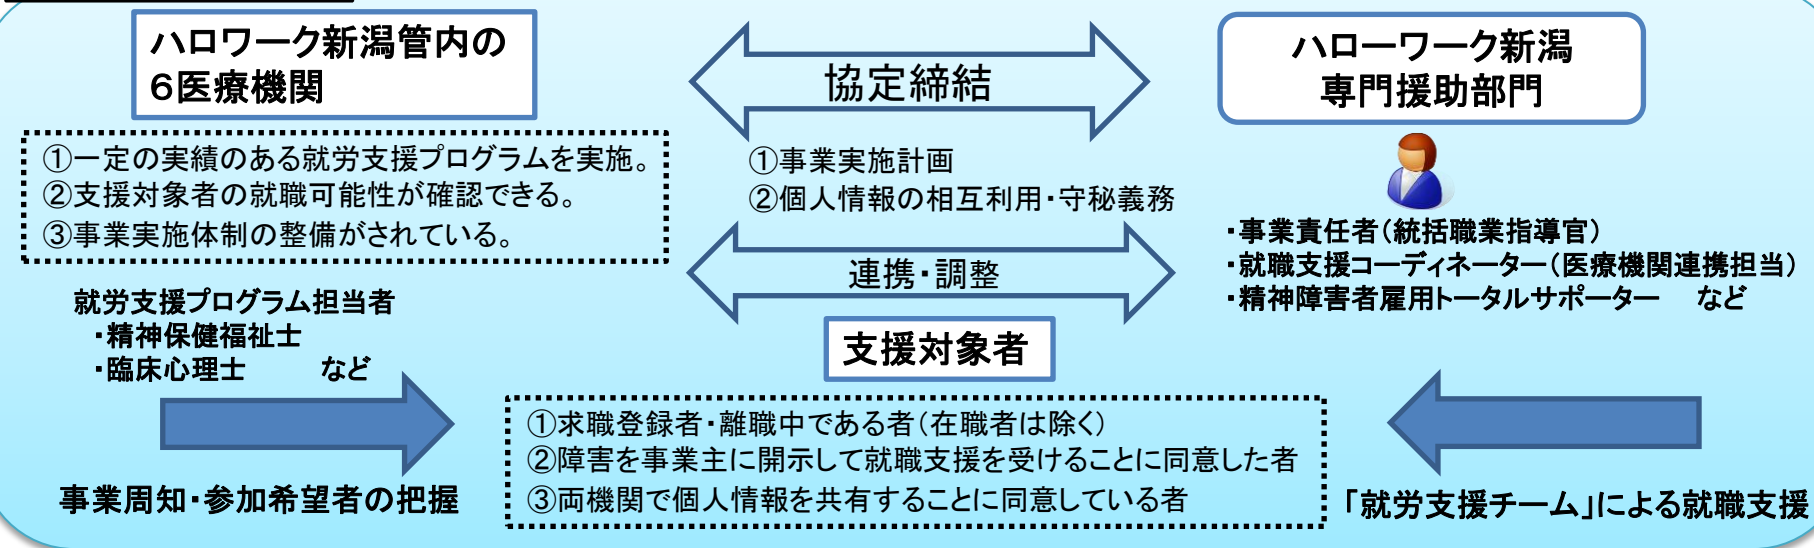 ハロワーク新潟管内の
6医療機関
協定締結
ハローワーク新潟
専門援助部門
①一定の実績のある就労支援プログラムを実施。
②支援対象者の就職可能性が確認できる。
③事業実施体制の整備がされている。
①事業実施計画
②個人情報の相互利用・守秘義務
・事業責任者(統括職業指導官)
・就職支援コーディネーター(医療機関連携担当)
・精神障害者雇用トータルサポーター など
連携・調整
就労支援プログラム担当者
・精神保健福祉士
・臨床心理士 など
支援対象者
①求職登録者・離職中である者(在職者は除く)
②障害を事業主に開示して就職支援を受けることに同意した者
③両機関で個人情報を共有することに同意している者
事業周知・参加希望者の把握
「就労支援チーム」による就職支援